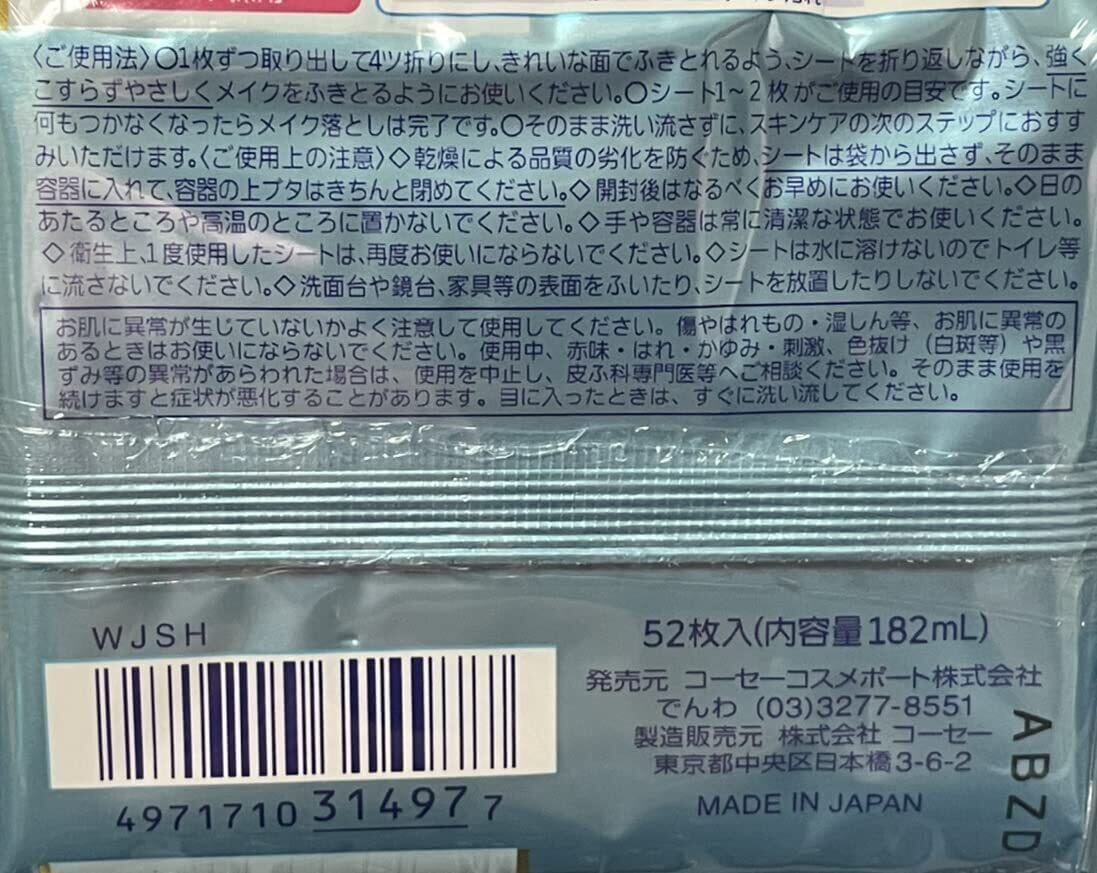 〈ご使用法〉○1枚ずつ取り出して4ツ折りにし、きれいな面でふきとれるよう、シートを折り返しながら、強く
こすらずやさしくメイクをふきとるようにお使いください。○シート1~2枚がご使用の目安です。シートに
何もつかなくなったらメイク落としは完了です。○そのまま洗い流さずに、スキンケアの次のステップにおすす
みいただけます。〈ご使用上の注意〉◇乾燥による品質の劣化を防ぐため、シートは袋から出さず、そのまま
容器に入れて、容器の上ブタはきちんと閉めてください。◇開封後はなるべくお早めにお使いください。◇日の
あたるところや高温のところに置かないでください。◇手や容器は常に清潔な状態でお使いください。
◇衛生上、1度使用したシートは、再度お使いにならないでください。◇シートは水に溶けないのでトイレ等
に流さないでください。◇洗面台や鏡台、家具等の表面をふいたり、シートを放置したりしないでください。
お肌に異常が生じていないかよく注意して使用してください。傷やはれもの・湿しん等、お肌に異常の
あるときはお使いにならないでください。使用中、赤味・はれ・かゆみ・刺激、色抜け(白斑等)や黒
ずみ等の異常があらわれた場合は、使用を中止し、皮ふ科専門医等へご相談ください。そのまま使用を
続けますと症状が悪化することがあります。目に入ったときは、すぐに洗い流してください。
WJSH
4971710 314977
52枚入(内容量182mL)
発売元 コーセーコスメポート株式会社
でんわ (03)3277-8551
製造販売元 株式会社 コーセー
東京都中央区日本橋3-6-2
MADE IN JAPAN
ABZD